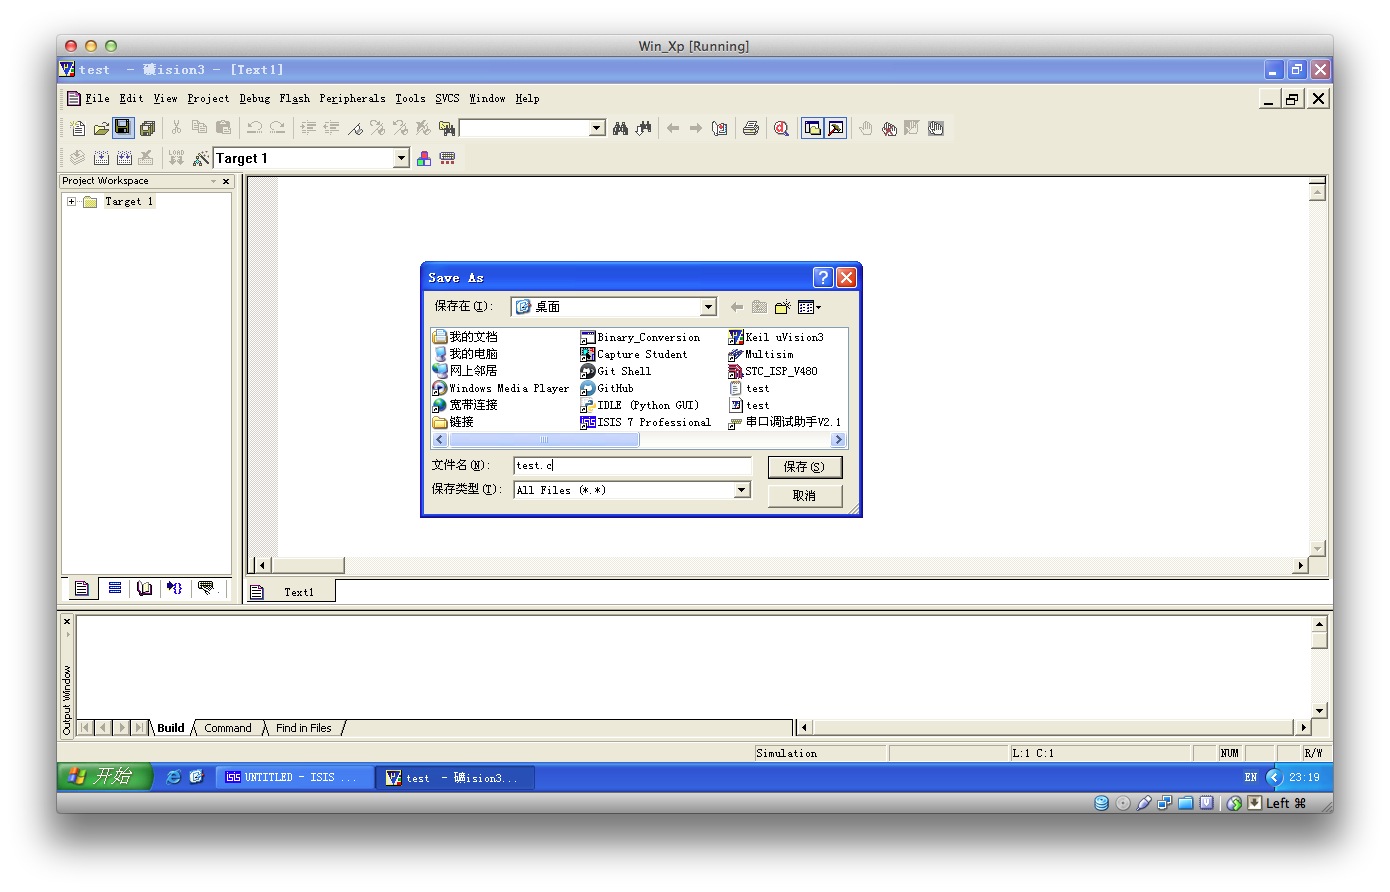 Win_Xp [Running]
test - 礦ision3 - [Text1]
File Edit View Project Debug Flash Peripherals Tools SVCS Window Help
LOAD
Target 1
Project Workspace
Target 1
Save As
保存在(I):
桌面
我的文档
我的电脑
网上邻居
Windows Media Player
宽带连接
链接
Binary_Conversion
Capture Student
Git Shell
GitHub
IDLE (Python GUI)
ISIS 7 Professional
Keil uVision3
Multisim
STC_ISP_V480
test
test
串口调试助手V2.1
文件名(N):
test.c
保存(S)
保存类型(T):
All Files (*.*)
取消
Text1
Output Window
Build Command Find in Files
Simulation
L:1 C:1
NUM
R/W
开始
UNTITLED - ISIS ...
test - 礦ision3...
EN
23:19
Left ⌘